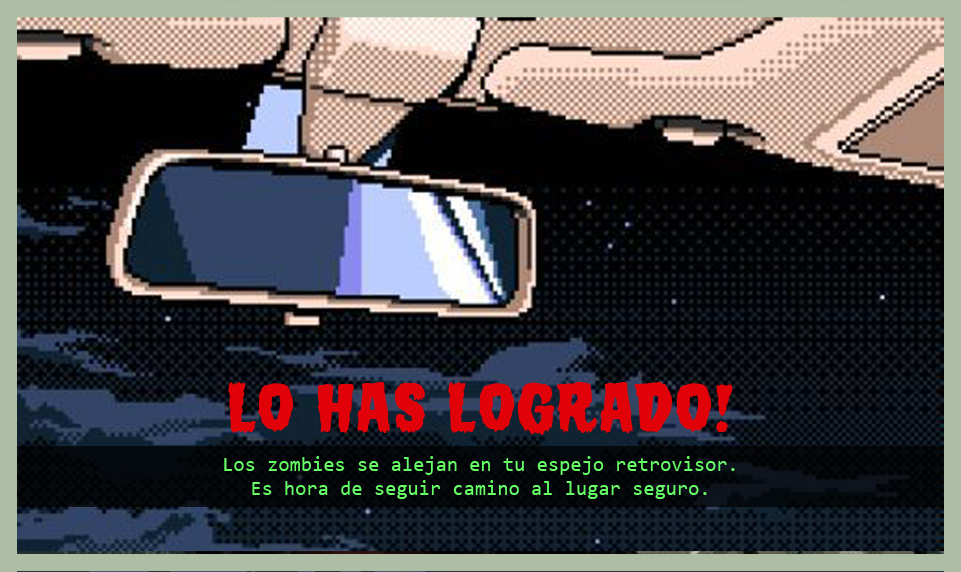 LO HAS LOGRADO!
Los zombies se alejan en tu espejo retrovisor.
Es hora de seguir camino al lugar seguro.